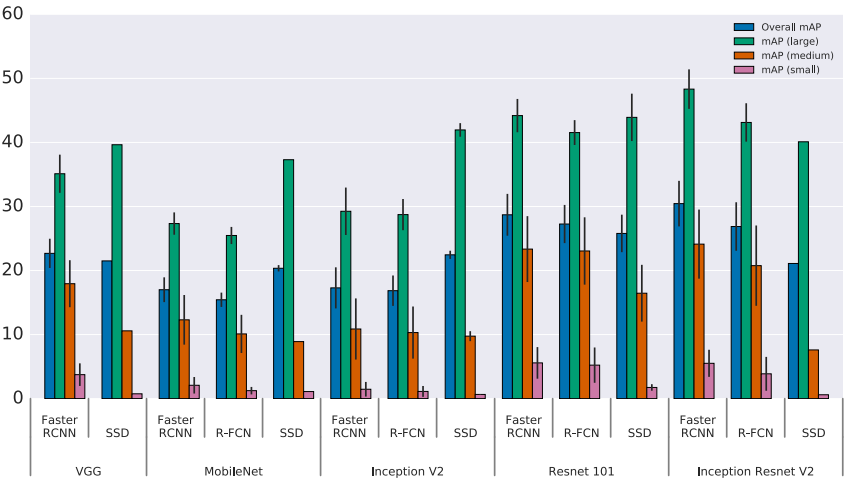 60
50
40
30
20
10
0
Overall mAP
mAP (large)
mAP (medium)
mAP (small)
Faster RCNN
SSD
VGG
Faster RCNN
R-FCN
SSD
MobileNet
Faster RCNN
R-FCN
SSD
Inception V2
Faster RCNN
R-FCN
SSD
Resnet 101
Faster RCNN
R-FCN
SSD
Inception Resnet V2